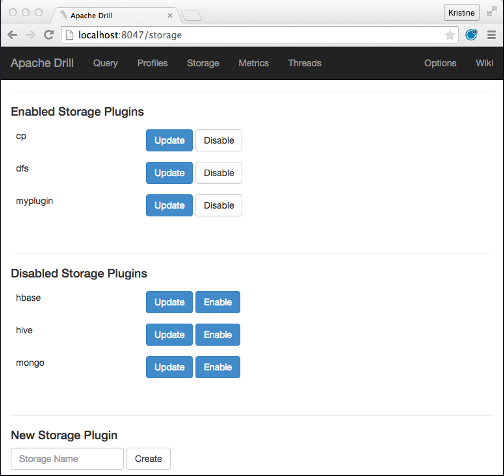 Apache Drill
Kristine
localhost:8047/storage
Apache Drill Query Profiles Storage Metrics Threads Options Wiki
Enabled Storage Plugins
cp Update Disable
dfs Update Disable
myplugin Update Disable
Disabled Storage Plugins
hbase Update Enable
hive Update Enable
mongo Update Enable
New Storage Plugin
Storage Name Create